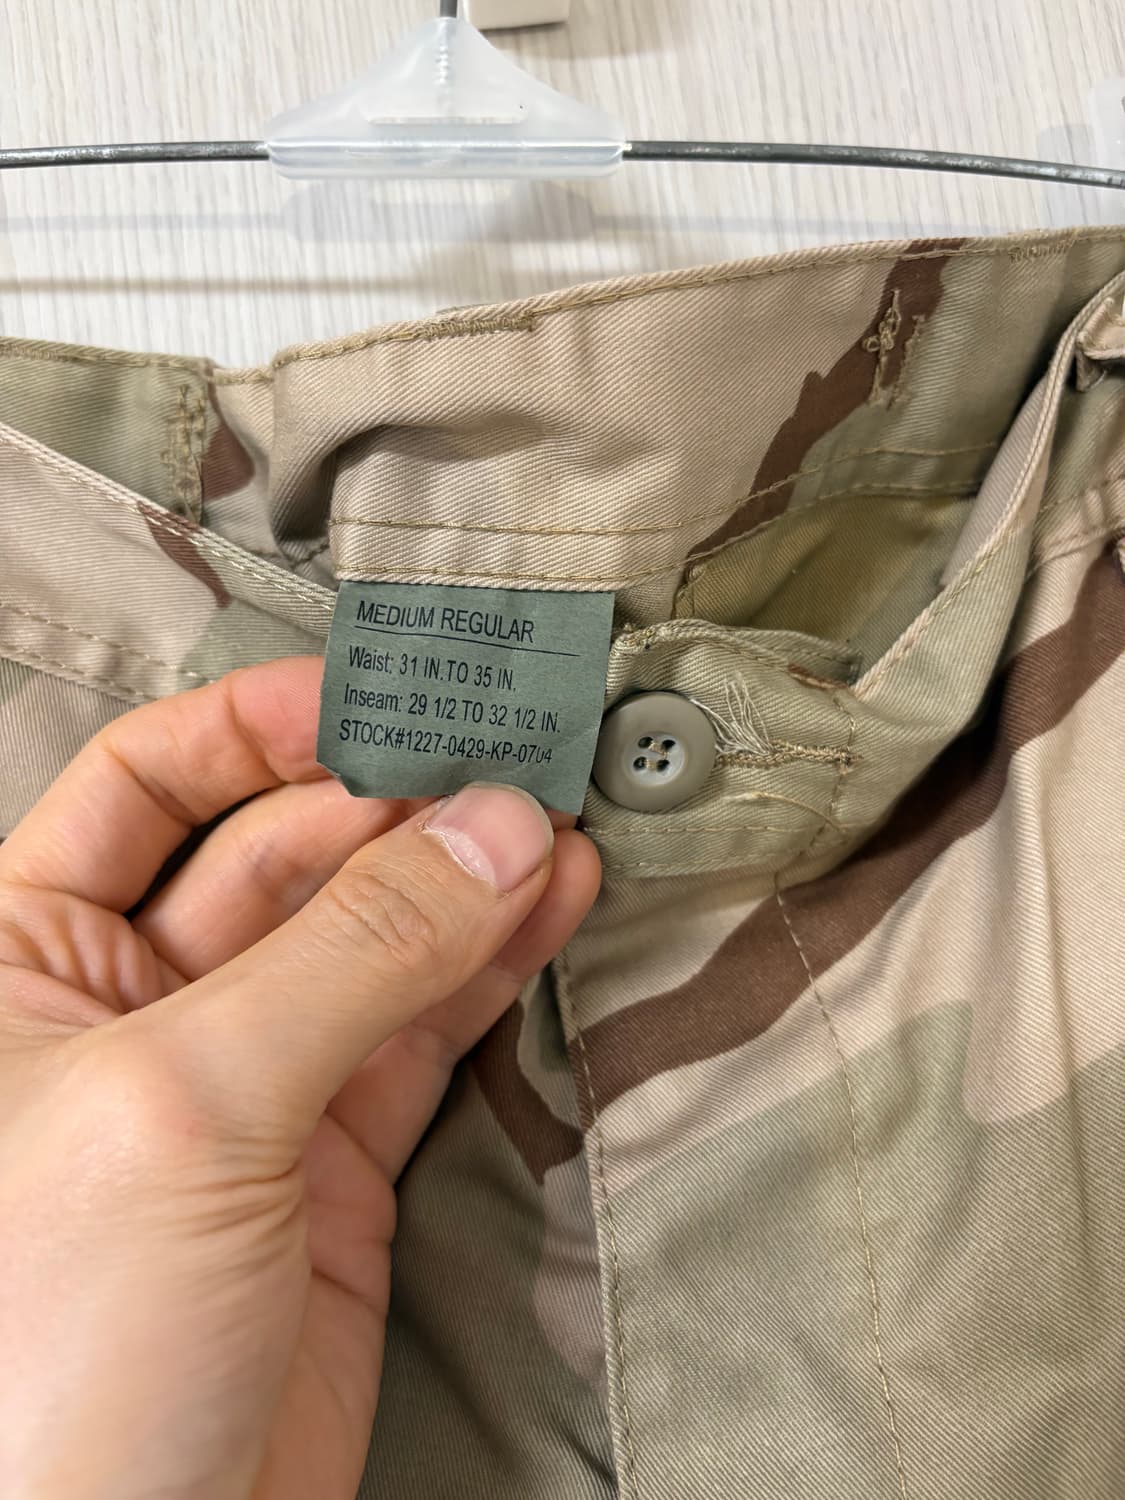 MEDIUM REGULAR
Waist: 31 IN.TO 35 IN.
Inseam: 29 1/2 TO 32 1/2 IN.
STOCK#1227-0429-KP-0704